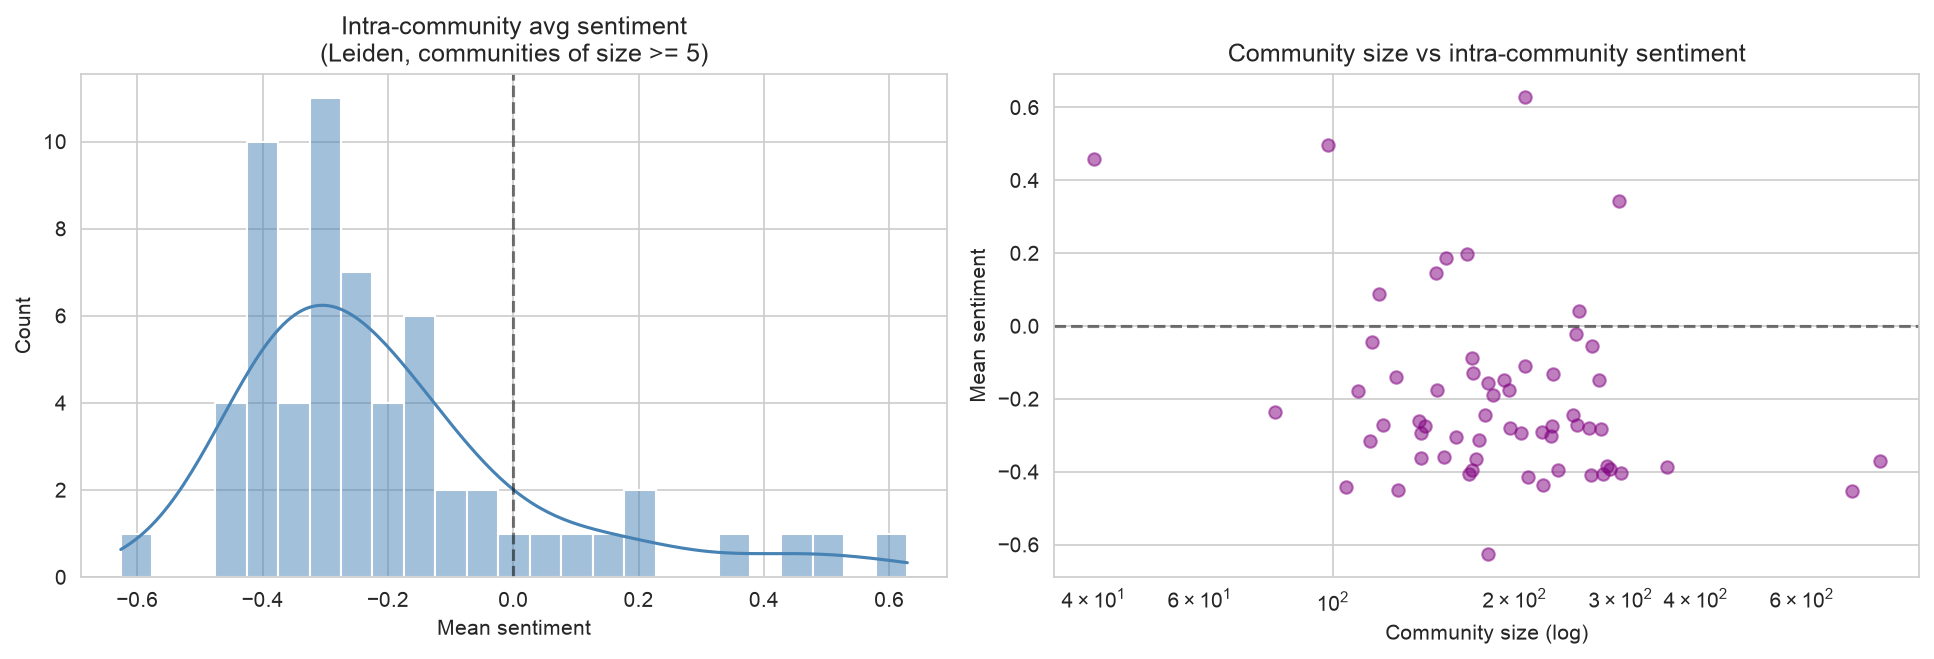 Intra-community avg sentiment
(Leiden, communities of size >= 5)
Count
10
8
6
4
2
0
−0.6 −0.4 −0.2 0.0 0.2 0.4 0.6
Mean sentiment
Community size vs intra-community sentiment
Mean sentiment
0.6
0.4
0.2
0.0
−0.2
−0.4
−0.6
4 × 10¹ 6 × 10¹ 10² 2 × 10² 3 × 10² 4 × 10² 6 × 10²
Community size (log)